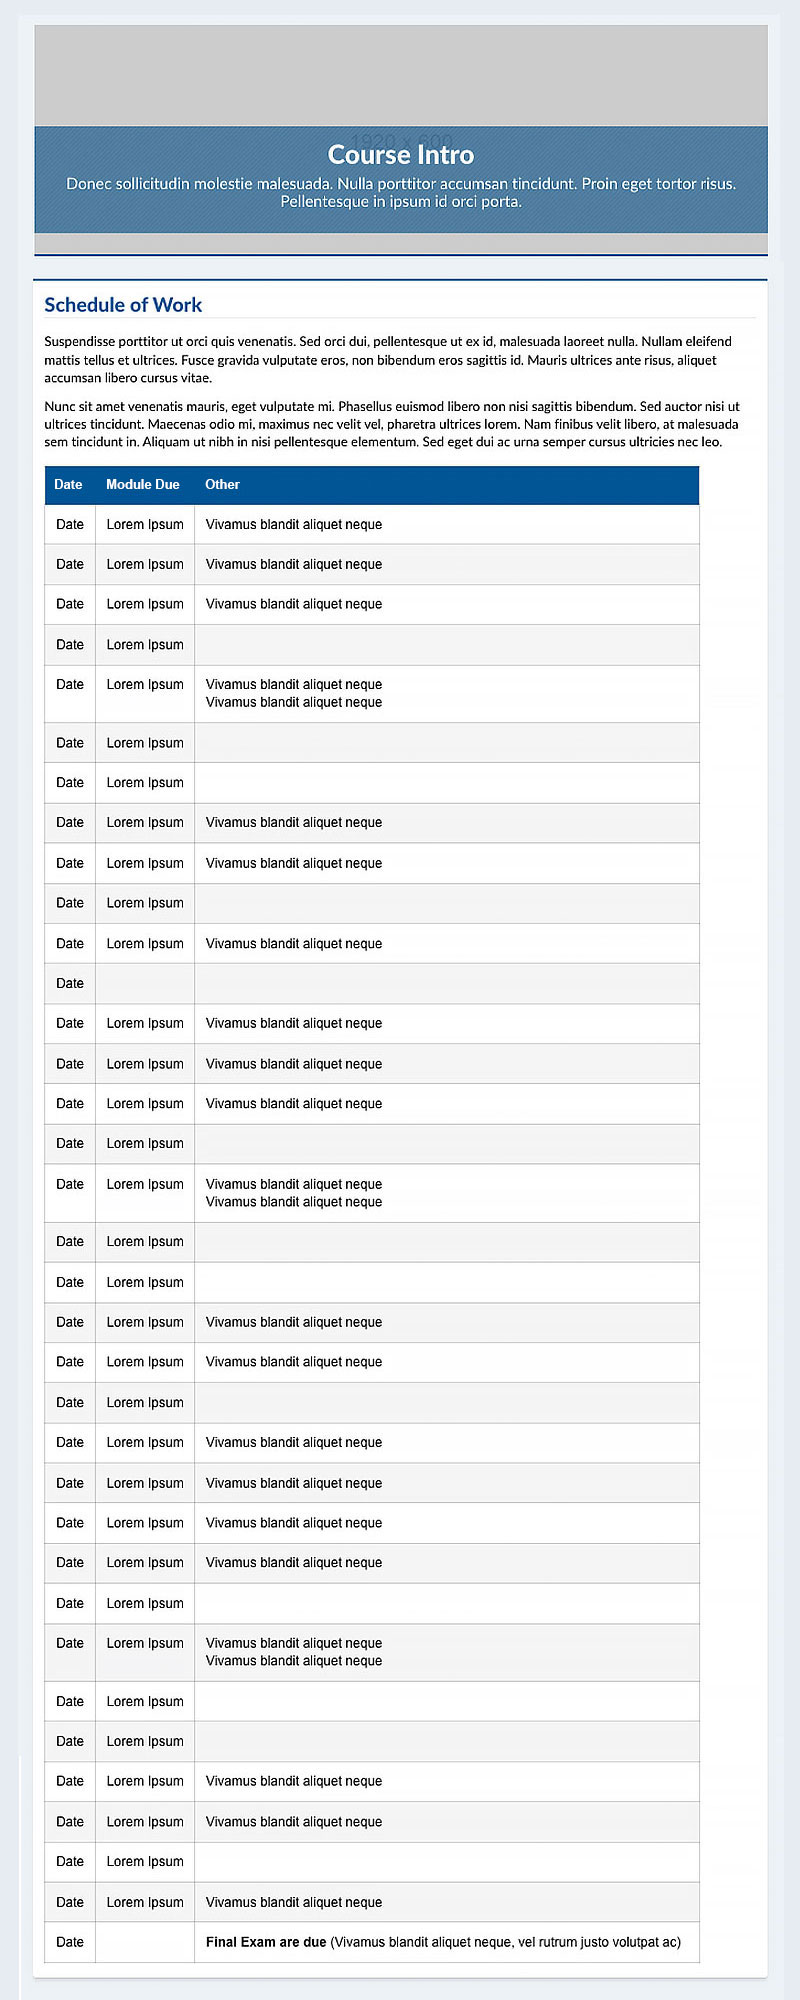 1920 x 600
Course Intro
Donec sollicitudin molestie malesuada. Nulla porttitor accumsan tincidunt. Proin eget tortor risus.
Pellentesque in ipsum id orci porta.
Schedule of Work
Suspendisse porttitor ut orci quis venenatis. Sed orci dui, pellentesque ut ex id, malesuada laoreet nulla. Nullam eleifend
mattis tellus et ultrices. Fusce gravida vulputate eros, non bibendum eros sagittis id. Mauris ultrices ante risus, aliquet
accumsan libero cursus vitae.
Nunc sit amet venenatis mauris, eget vulputate mi. Phasellus euismod libero non nisi sagittis bibendum. Sed auctor nisi ut
ultrices tincidunt. Maecenas odio mi, maximus nec velit vel, pharetra ultrices lorem. Nam finibus velit libero, at malesuada
sem tincidunt in. Aliquam ut nibh in nisi pellentesque elementum. Sed eget dui ac urna semper cursus ultricies nec leo.
Date Module Due Other
Date Lorem Ipsum Vivamus blandit aliquet neque
Date Lorem Ipsum Vivamus blandit aliquet neque
Date Lorem Ipsum Vivamus blandit aliquet neque
Date Lorem Ipsum
Date Lorem Ipsum Vivamus blandit aliquet neque
Vivamus blandit aliquet neque
Date Lorem Ipsum
Date Lorem Ipsum
Date Lorem Ipsum Vivamus blandit aliquet neque
Date Lorem Ipsum Vivamus blandit aliquet neque
Date Lorem Ipsum
Date Lorem Ipsum Vivamus blandit aliquet neque
Date
Date Lorem Ipsum Vivamus blandit aliquet neque
Date Lorem Ipsum Vivamus blandit aliquet neque
Date Lorem Ipsum Vivamus blandit aliquet neque
Date Lorem Ipsum
Date Lorem Ipsum Vivamus blandit aliquet neque
Vivamus blandit aliquet neque
Date Lorem Ipsum
Date Lorem Ipsum
Date Lorem Ipsum Vivamus blandit aliquet neque
Date Lorem Ipsum Vivamus blandit aliquet neque
Date Lorem Ipsum
Date Lorem Ipsum Vivamus blandit aliquet neque
Date Lorem Ipsum Vivamus blandit aliquet neque
Date Lorem Ipsum Vivamus blandit aliquet neque
Date Lorem Ipsum Vivamus blandit aliquet neque
Date Lorem Ipsum
Date Lorem Ipsum Vivamus blandit aliquet neque
Vivamus blandit aliquet neque
Date Lorem Ipsum
Date Lorem Ipsum
Date Lorem Ipsum Vivamus blandit aliquet neque
Date Lorem Ipsum Vivamus blandit aliquet neque
Date Lorem Ipsum
Date Lorem Ipsum Vivamus blandit aliquet neque
Date Final Exam are due (Vivamus blandit aliquet neque, vel rutrum justo volutpat ac)